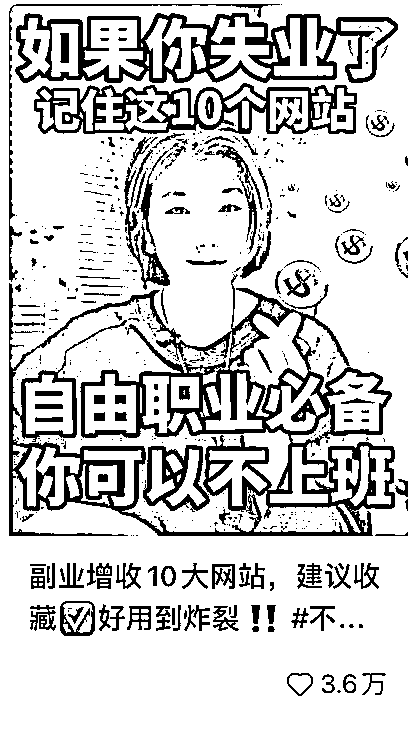 如果你失业了
记住这10个网站
自由职业必备
你可以不上班
副业增收10大网站，建议收
藏☑️好用到炸裂‼️ #不...
3.6万